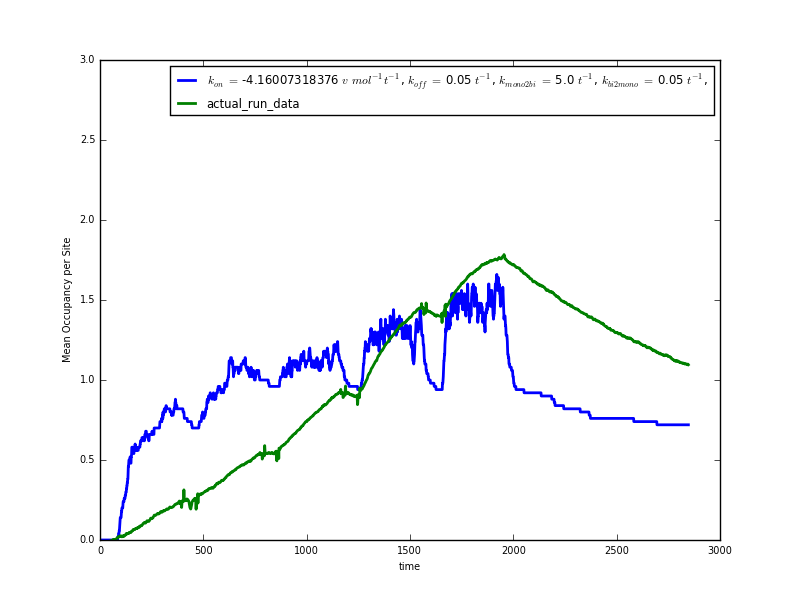 k_on = -4.16007318376 v mol^−1 t^−1, k_off = 0.05 t^−1, k_mono2bi = 5.0 t^−1, k_bi2mono = 0.05 t^−1,
actual_run_data
3.0
2.5
2.0
1.5
1.0
0.5
0.0
Mean Occupancy per Site
0 500 1000 1500 2000 2500 3000
time